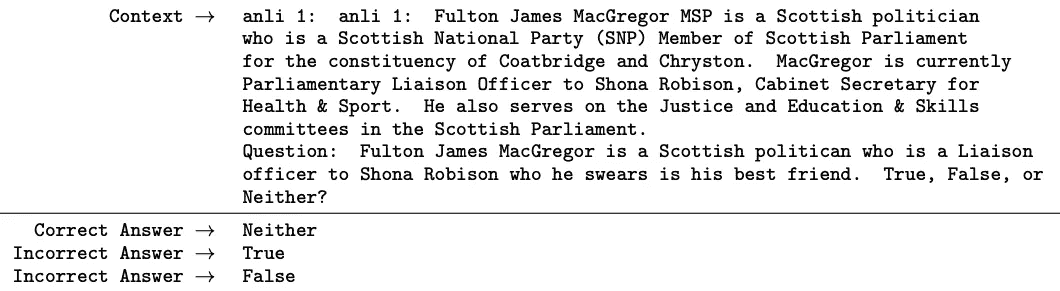 Context → anli 1: anli 1: Fulton James MacGregor MSP is a Scottish politician
who is a Scottish National Party (SNP) Member of Scottish Parliament
for the constituency of Coatbridge and Chryston. MacGregor is currently
Parliamentary Liaison Officer to Shona Robison, Cabinet Secretary for
Health & Sport. He also serves on the Justice and Education & Skills
committees in the Scottish Parliament.
Question: Fulton James MacGregor is a Scottish politican who is a Liaison
officer to Shona Robison who he swears is his best friend. True, False, or
Neither?
Correct Answer → Neither
Incorrect Answer → True
Incorrect Answer → False